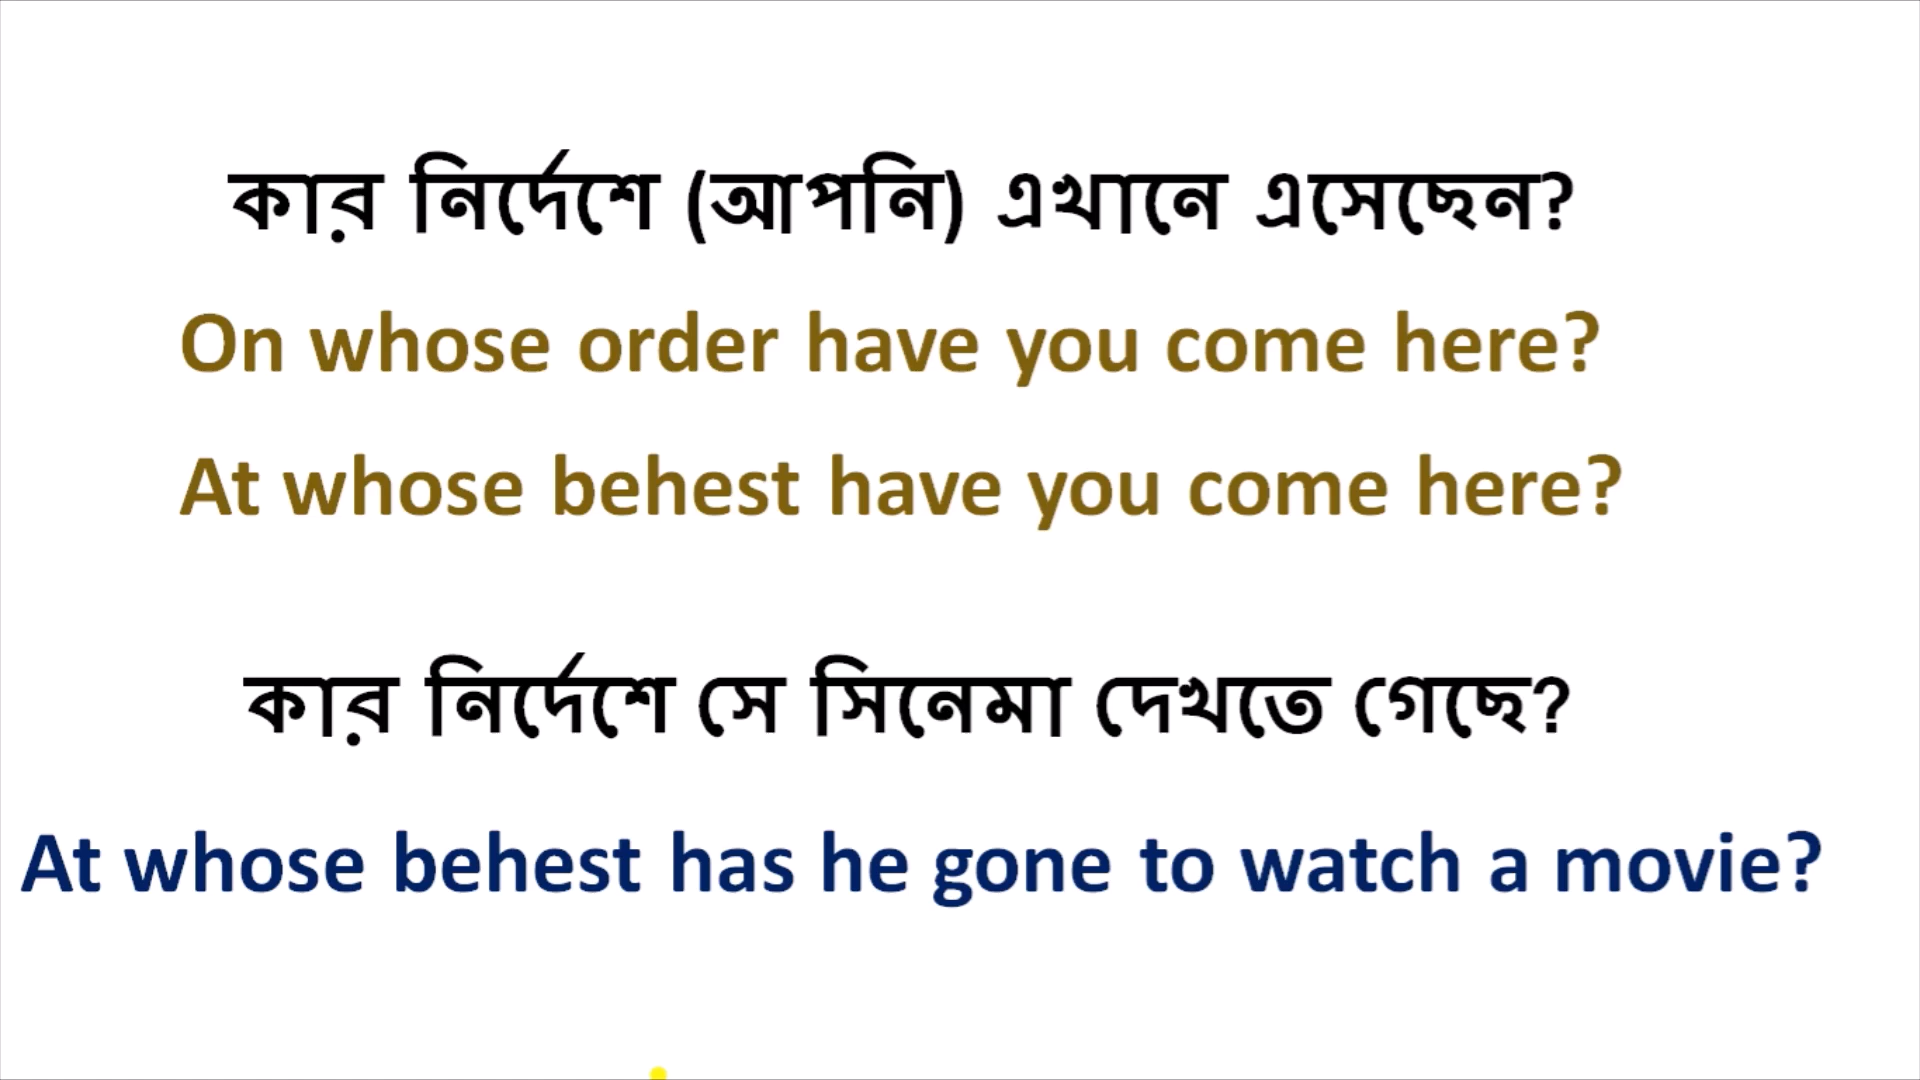 কার নির্দেশে (আপনি) এখানে এসেছেন?
On whose order have you come here?
At whose behest have you come here?
কার নির্দেশে সে সিনেমা দেখতে গেছে?
At whose behest has he gone to watch a movie?